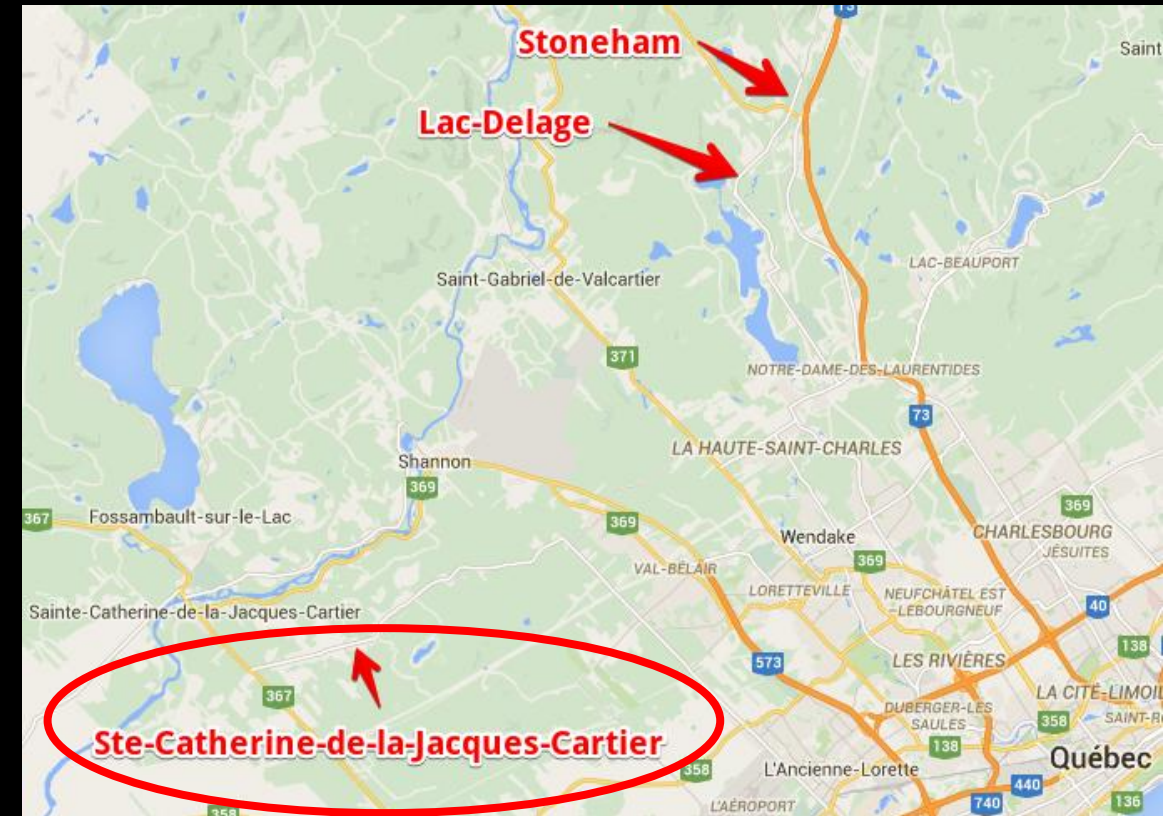 73
Stoneham
Saint
Lac-Delage
LAC-BEAUPORT
Saint-Gabriel-de-Valcartier
371
NOTRE-DAME-DES-LAURENTIDES
73
LA HAUTE-SAINT-CHARLES
Shannon
369
367
Fossambault-sur-le-Lac
369
369
CHARLESBOURG
JÉSUITES
Wendake
369
VAL-BÉLAIR
LORETTEVILLE
NEUFCHÂTEL EST
-LEBOURGNEUF
40
Sainte-Catherine-de-la-Jacques-Cartier
138
573
LES RIVIÈRES
367
LA CITÉ-LIMOIL
DUBERGER-LES
SAULES
358
SAINT-R
Ste-Catherine-de-la-Jacques-Cartier
138
Québec
358
L'Ancienne-Lorette
440
740
136
L'AÉROPORT
358